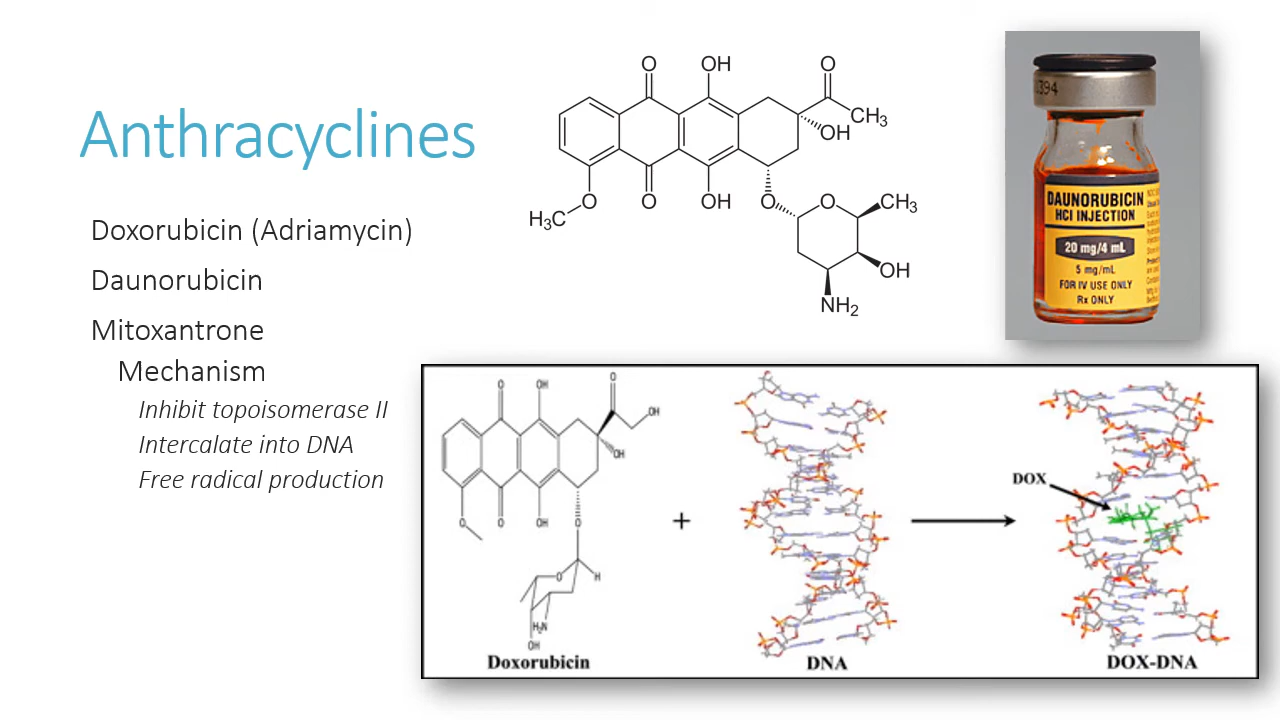 Anthracyclines
Doxorubicin (Adriamycin)
Daunorubicin
Mitoxantrone
Mechanism
Inhibit topoisomerase II
Intercalate into DNA
Free radical production
O
OH
O
CH3
OH
O
H3C
O
OH
O
O
CH3
OH
NH2
394
DAUNORUBICIN
HCl INJECTION
20 mg/4 mL
5 mg/mL
FOR IV USE ONLY
Rx ONLY
O
OH
O
OH
OH
O
O
OH
O
O
H
H2N
OH
Doxorubicin
+
DNA
DOX
DOX-DNA